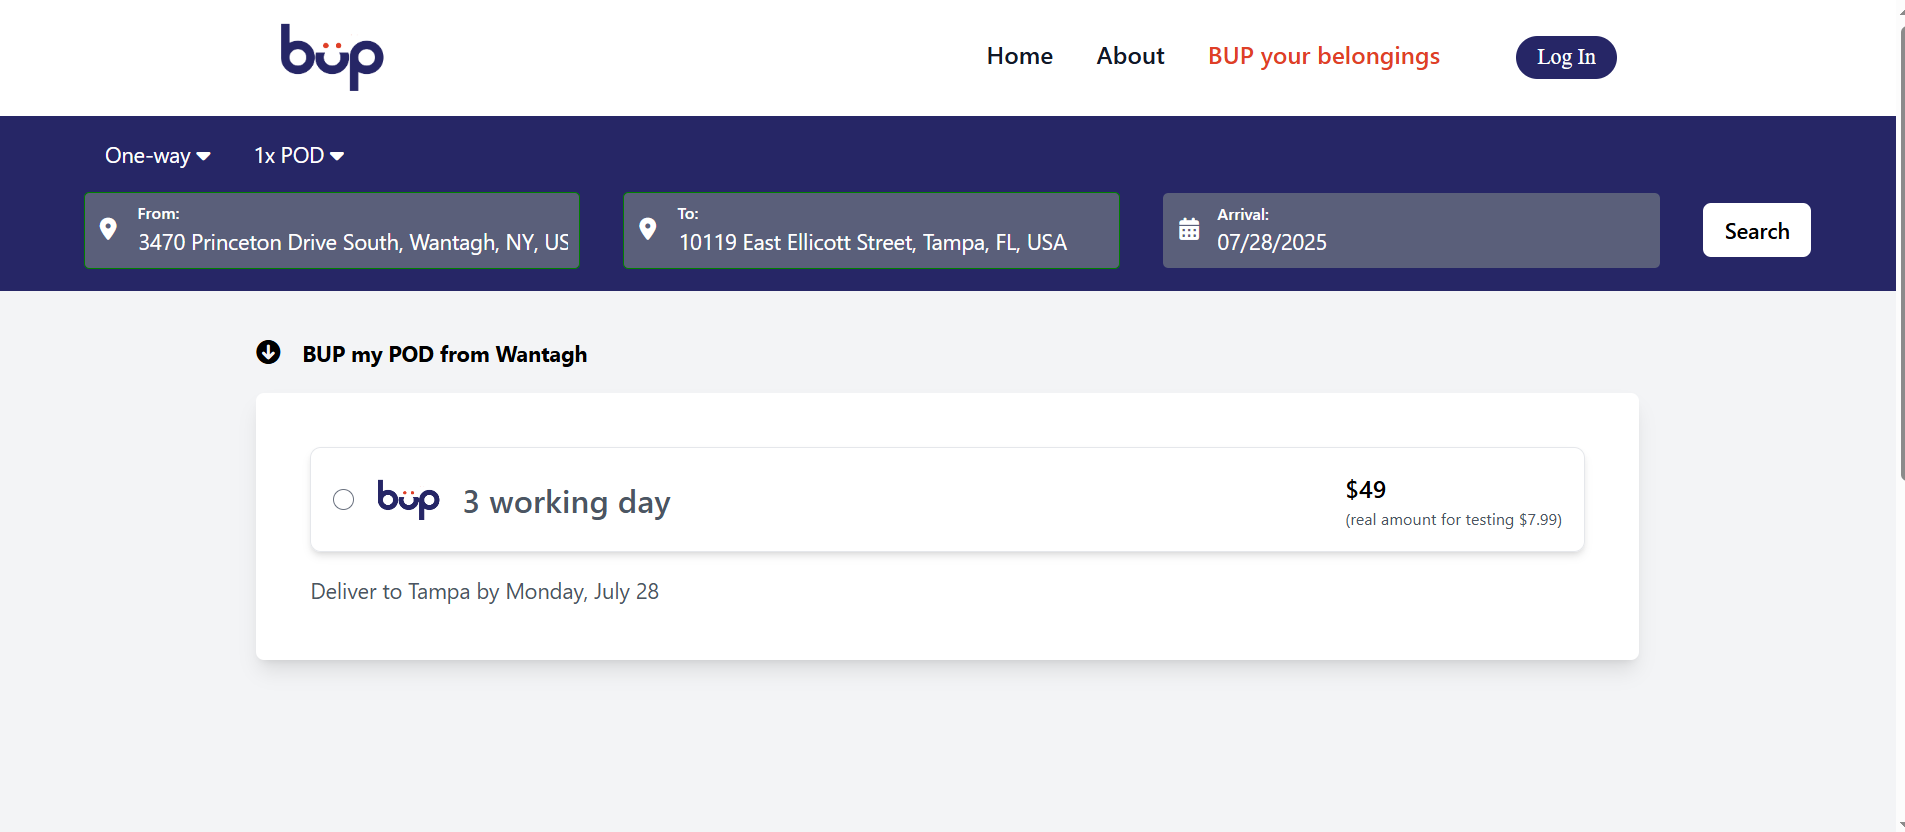 büp
Home
About
BUP your belongings
Log In
One-way
1x POD
From:
3470 Princeton Drive South, Wantagh, NY, US
To:
10119 East Ellicott Street, Tampa, FL, USA
Arrival:
07/28/2025
Search
BUP my POD from Wantagh
büp
3 working day
$49
(real amount for testing $7.99)
Deliver to Tampa by Monday, July 28